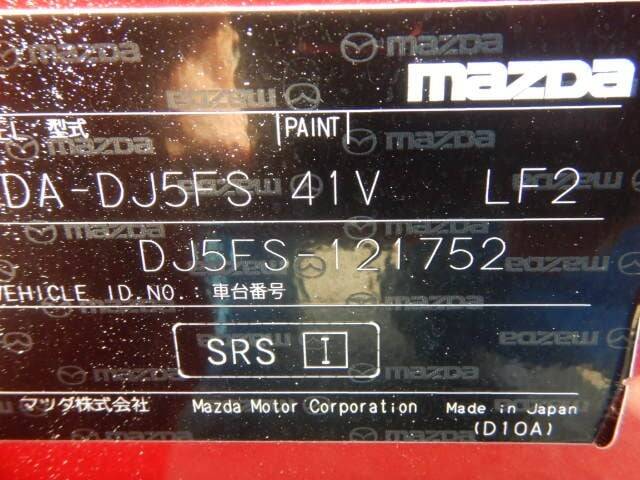 mazda
EL 型式 PAINT
DA-DJ5FS 41V LF2
DJ5FS-121752
VEHICLE ID.NO. 車台番号
SRS I
マツダ株式会社 Mazda Motor Corporation Made in Japan
(D10A)